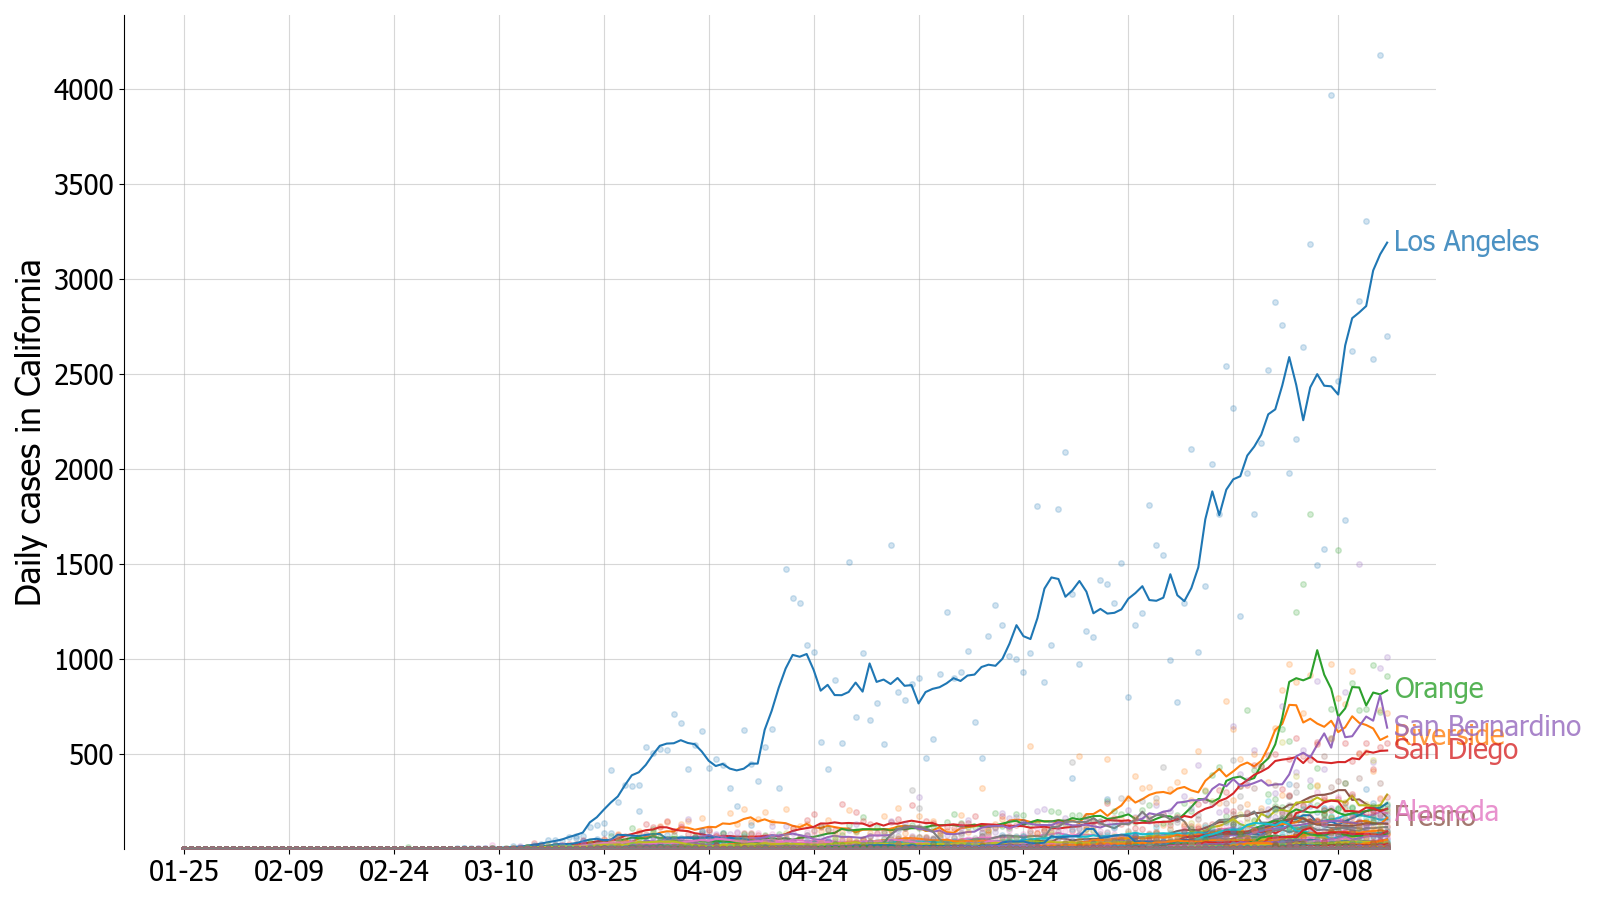 Daily cases in California
4000
3500
3000
2500
2000
1500
1000
500
Los Angeles
Orange
San Bernardino
Riverside
San Diego
Alameda
Fresno
01-25 02-09 02-24 03-10 03-25 04-09 04-24 05-09 05-24 06-08 06-23 07-08